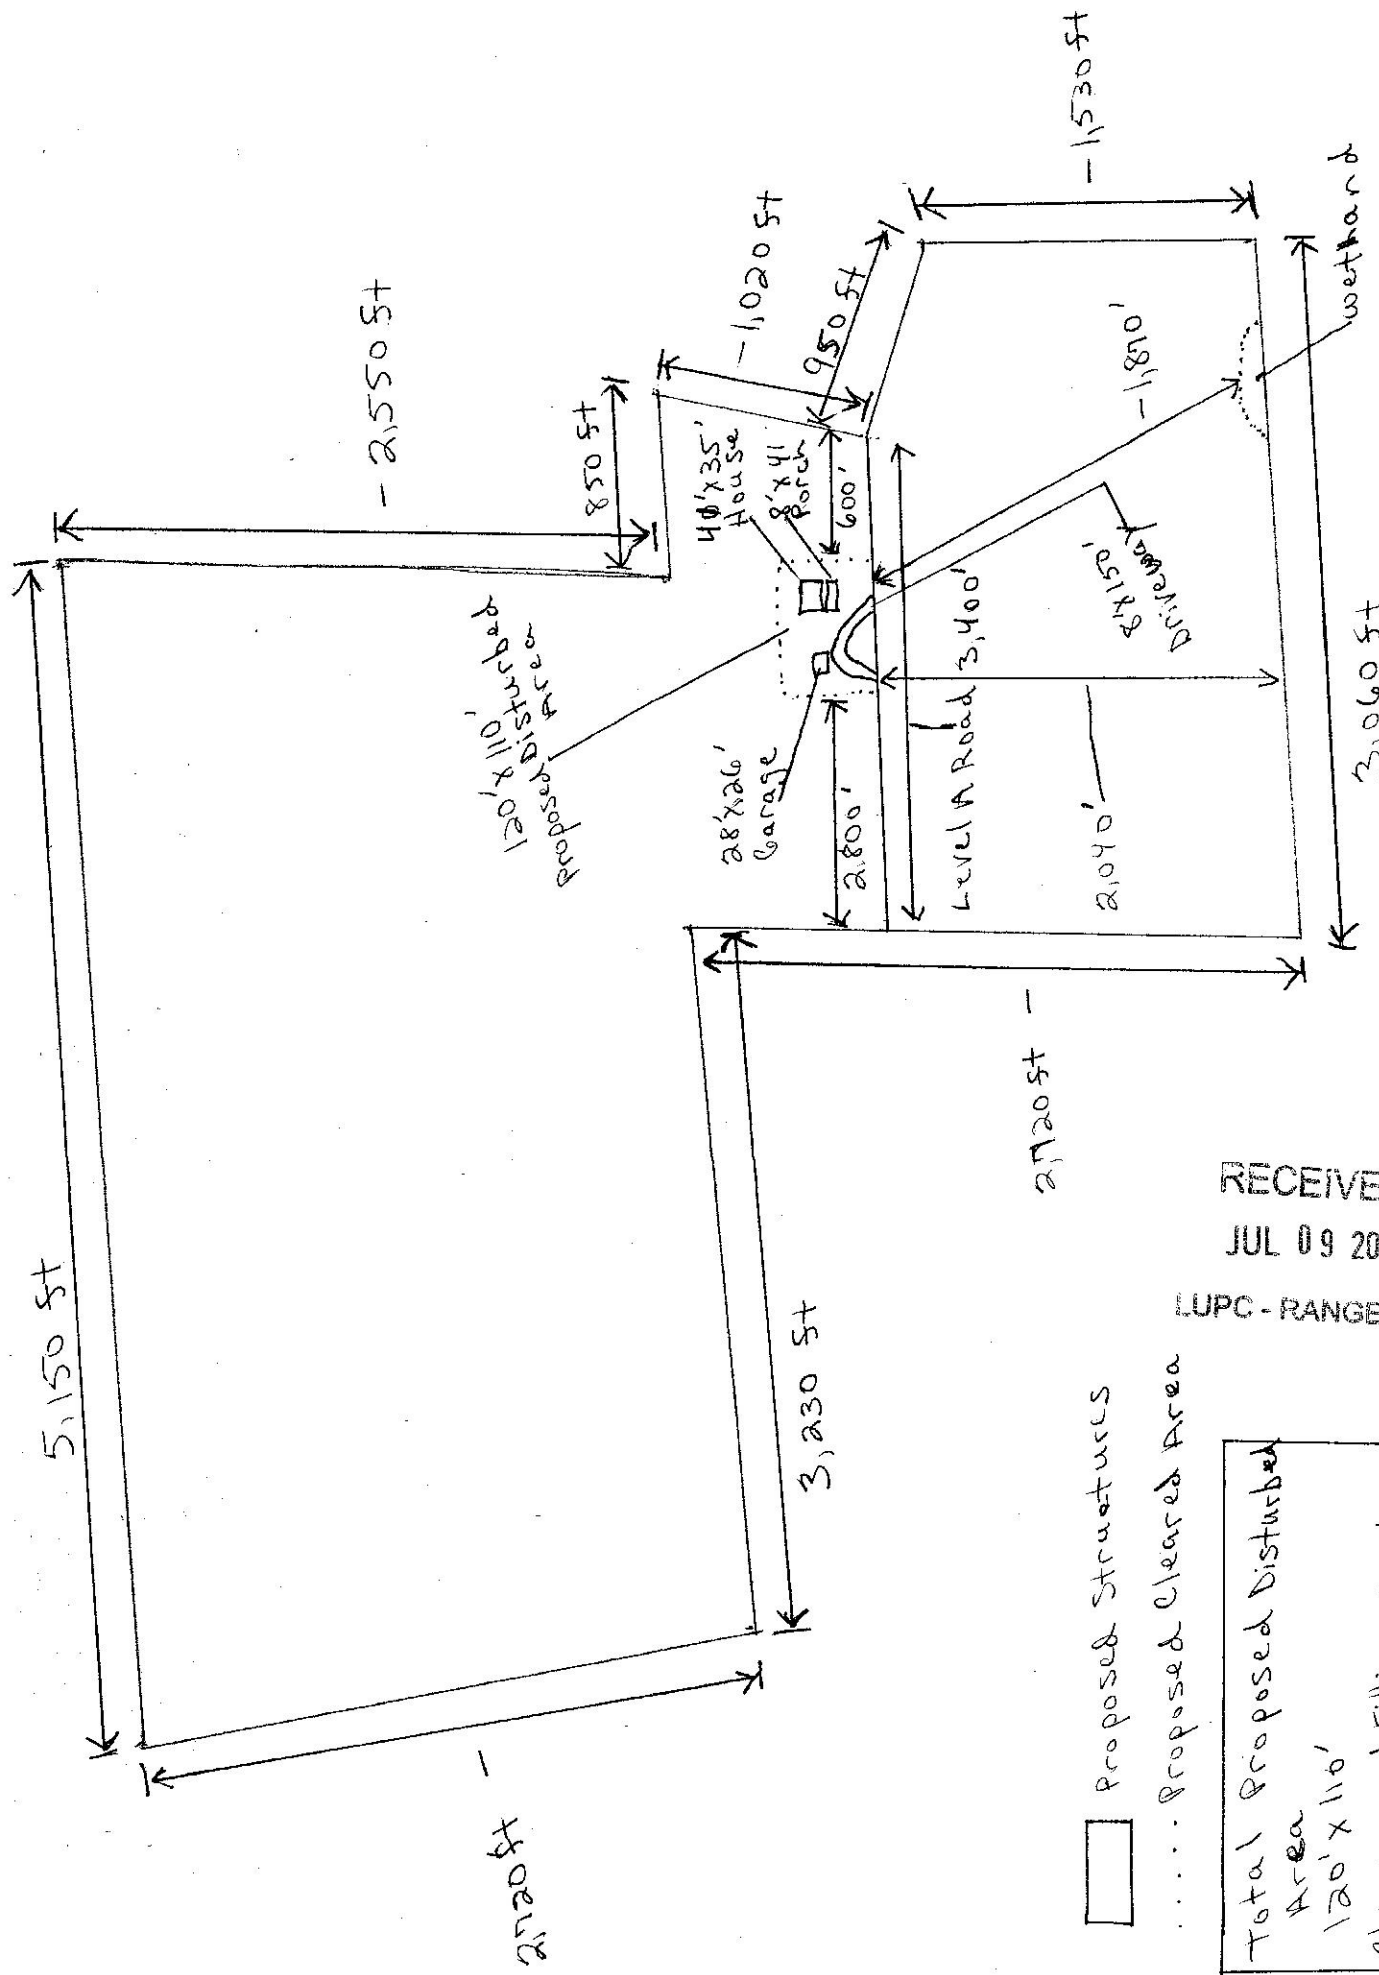 5,150 ft
- 2,550 ft
850 ft
- 1,020 ft
950 ft
- 1,530 ft
120' x 110'
Proposed Disturbed
Area
40'x35'
House
8'x41
Porch
600'
28'x26'
Garage
2,800'
Level A Road 3,400'
2,040'
8'x150'
Driveway
- 1,870'
wetland
3,060 ft
2,720 ft -
3,230 ft
2,720 ft -
Proposed Structures
.... Proposed Cleared Area
Total Proposed Disturbed
Area
120' x 110'
RECEIVE
JUL 09 20
LUPC - RANGE